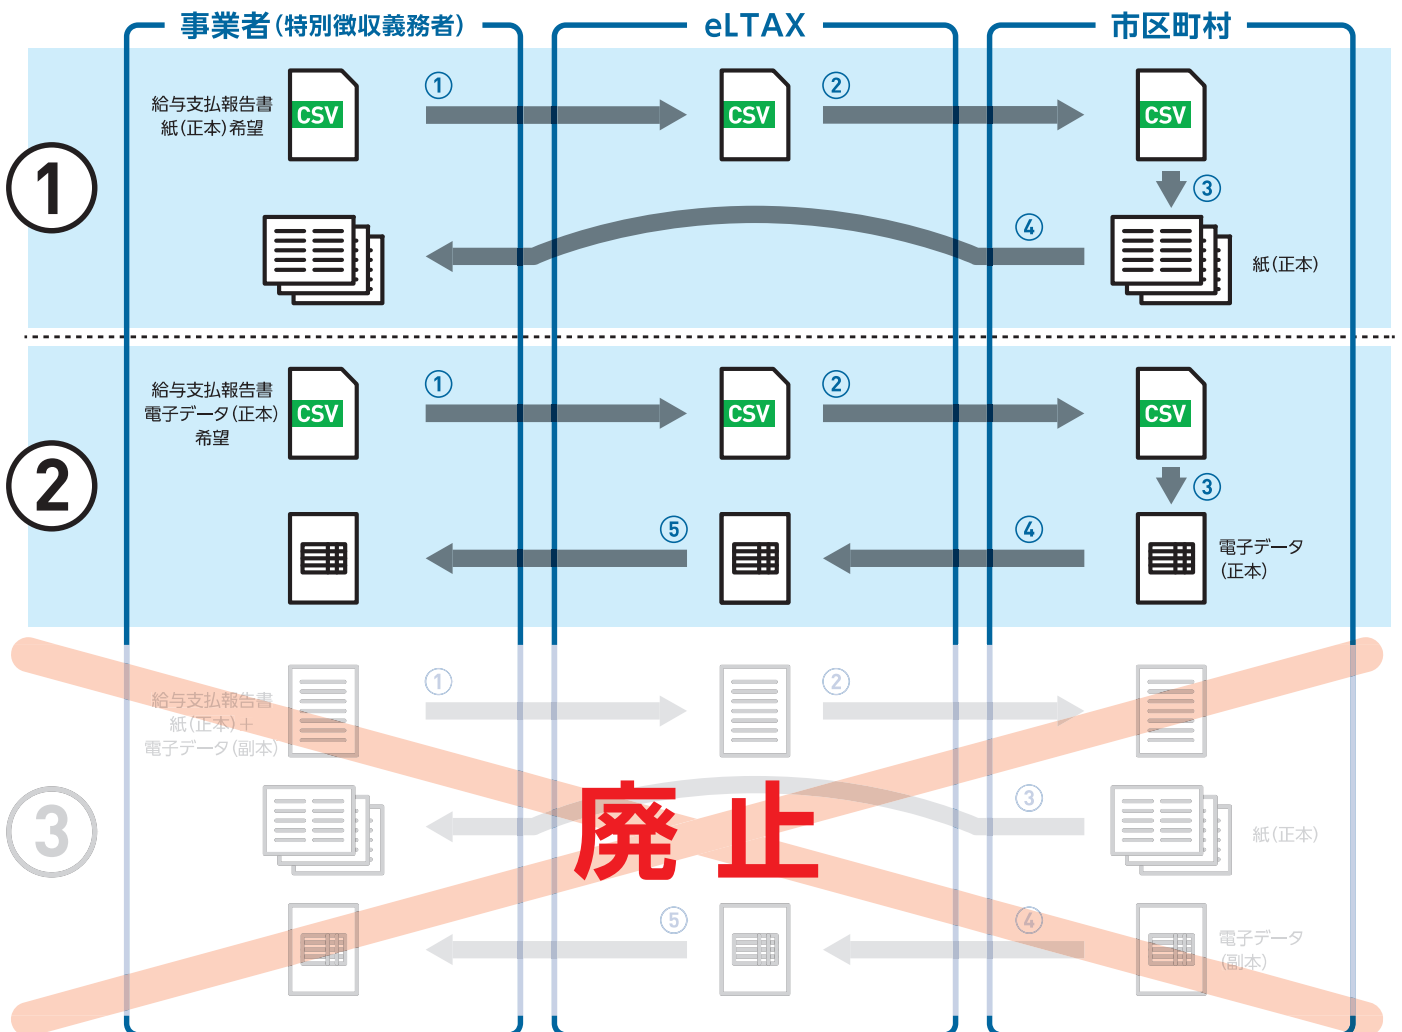 事業者(特別徴収義務者)
eLTAX
市区町村
1
給与支払報告書
紙(正本)希望
CSV
①
CSV
②
CSV
③
④
紙(正本)
2
給与支払報告書
電子データ(正本)
希望
CSV
①
CSV
②
CSV
③
⑤
④
電子データ
(正本)
3
給与支払報告書
紙(正本)+
電子データ(副本)
①
②
廃止
③
紙(正本)
⑤
④
電子データ
(副本)